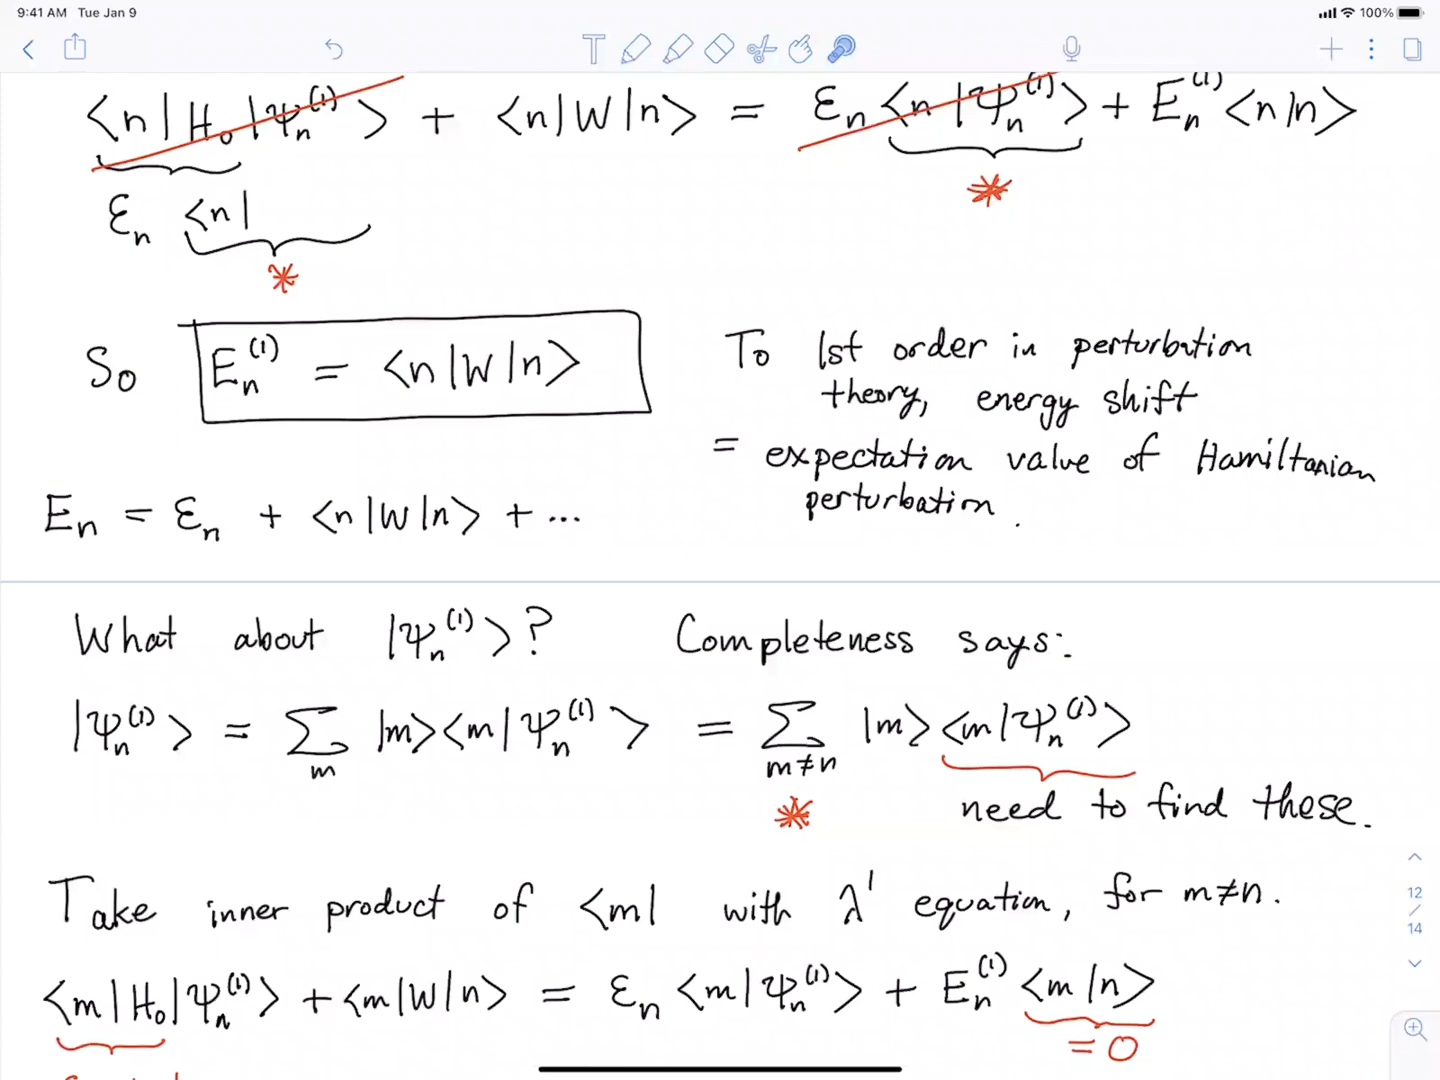 9:41 AM Tue Jan 9 100%
T
<n|H₀|Ψₙ⁽¹⁾> + <n|W|n> = εₙ <n|Ψₙ⁽¹⁾> + Eₙ⁽¹⁾ <n|n>
εₙ <n|
*
*
So Eₙ⁽¹⁾ = <n|W|n>
To 1st order in perturbation
theory, energy shift
= expectation value of Hamiltonian
perturbation.
Eₙ = εₙ + <n|W|n> + ...
What about |Ψₙ⁽¹⁾>? Completeness says:
|Ψₙ⁽¹⁾> = Σₘ |m><m|Ψₙ⁽¹⁾> = Σ m≠n |m><m|Ψₙ⁽¹⁾>
* need to find these.
Take inner product of <m| with λ¹ equation, for m≠n.
<m|H₀|Ψₙ⁽¹⁾> + <m|W|n> = εₙ <m|Ψₙ⁽¹⁾> + Eₙ⁽¹⁾ <m|n>
= 0
12
/
14